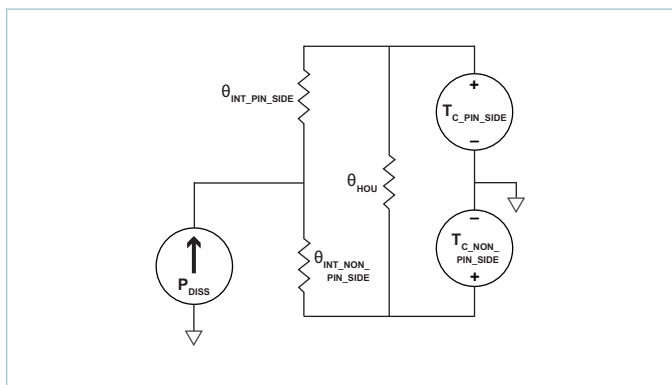 θINT_PIN_SIDE
+
TC_PIN_SIDE
–
θHOU
–
TC_NON_
PIN_SIDE
+
θINT_NON_
PIN_SIDE
PDISS